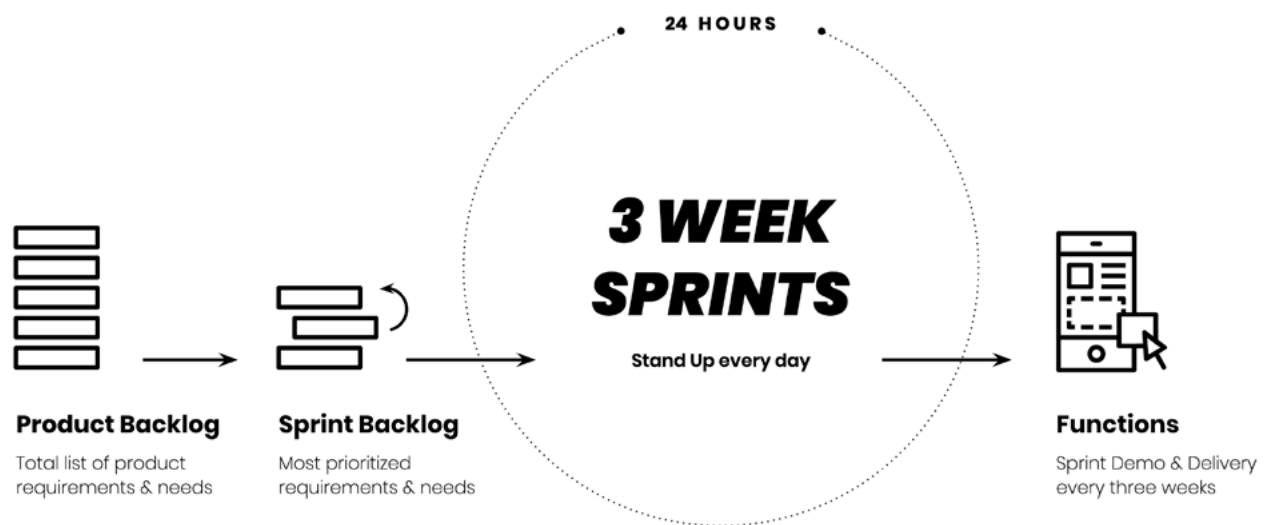 24 HOURS
3 WEEK
SPRINTS
Stand Up every day
Product Backlog
Total list of product
requirements & needs
Sprint Backlog
Most prioritized
requirements & needs
Functions
Sprint Demo & Delivery
every three weeks